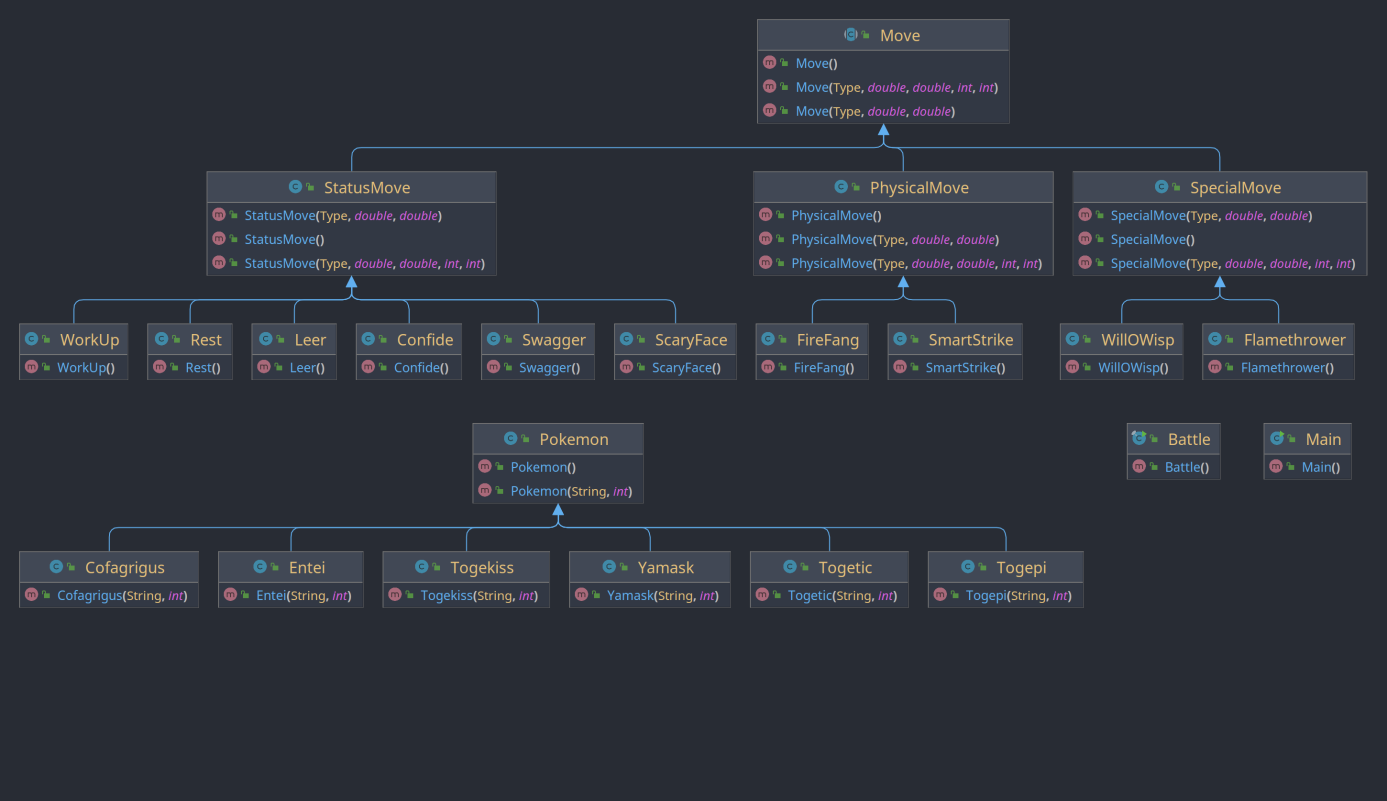 Move
Move()
Move(Type, double, double, int, int)
Move(Type, double, double)
StatusMove
StatusMove(Type, double, double)
StatusMove()
StatusMove(Type, double, double, int, int)
PhysicalMove
PhysicalMove()
PhysicalMove(Type, double, double)
PhysicalMove(Type, double, double, int, int)
SpecialMove
SpecialMove(Type, double, double)
SpecialMove()
SpecialMove(Type, double, double, int, int)
WorkUp
WorkUp()
Rest
Rest()
Leer
Leer()
Confide
Confide()
Swagger
Swagger()
ScaryFace
ScaryFace()
FireFang
FireFang()
SmartStrike
SmartStrike()
WillOWisp
WillOWisp()
Flamethrower
Flamethrower()
Pokemon
Pokemon()
Pokemon(String, int)
Battle
Battle()
Main
Main()
Cofagrigus
Cofagrigus(String, int)
Entei
Entei(String, int)
Togekiss
Togekiss(String, int)
Yamask
Yamask(String, int)
Togetic
Togetic(String, int)
Togepi
Togepi(String, int)